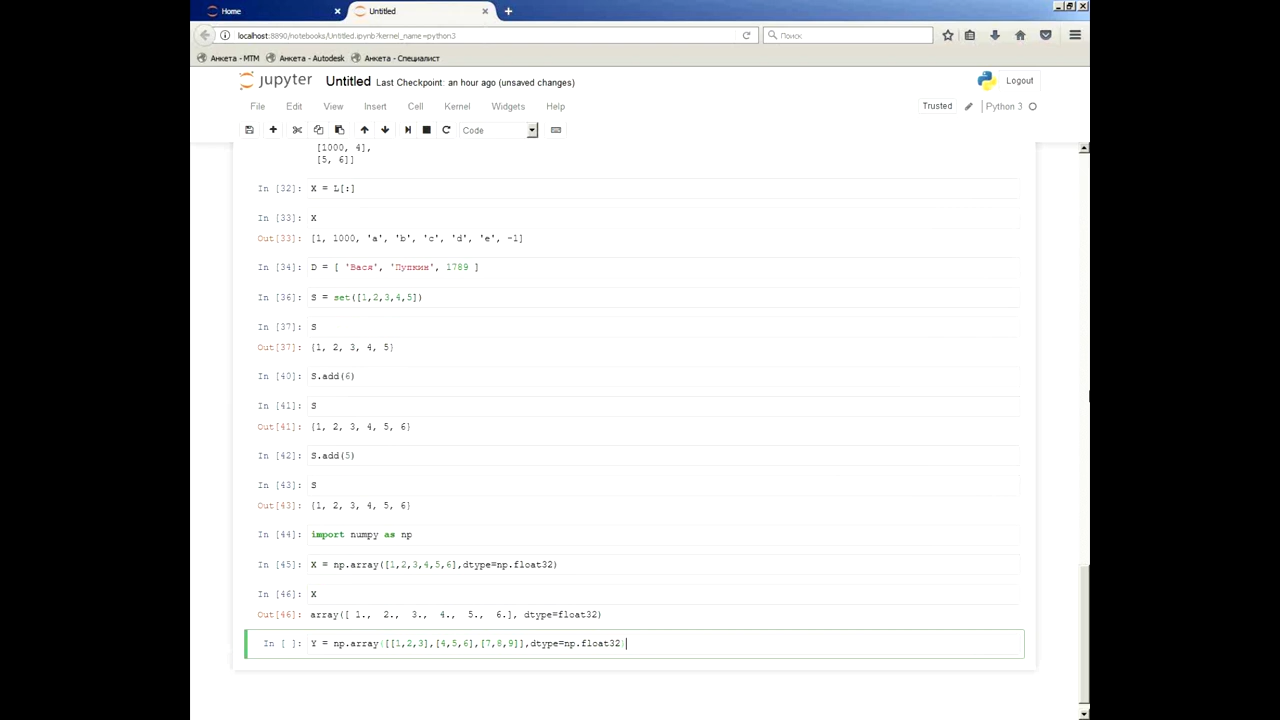 Home
Untitled
localhost:8890/notebooks/Untitled.ipynb?kernel_name=python3
Поиск
Анкета - МТМ
Анкета - Autodesk
Анкета - Специалист
jupyter Untitled Last Checkpoint: an hour ago (unsaved changes)
Logout
File Edit View Insert Cell Kernel Widgets Help
Trusted Python 3
Code
[1000, 4],
[5, 6]]
In [32]: X = L[:]
In [33]: X
Out[33]: [1, 1000, 'a', 'b', 'c', 'd', 'e', -1]
In [34]: D = [ 'Вася', 'Пупкин', 1789 ]
In [36]: S = set([1,2,3,4,5])
In [37]: S
Out[37]: {1, 2, 3, 4, 5}
In [40]: S.add(6)
In [41]: S
Out[41]: {1, 2, 3, 4, 5, 6}
In [42]: S.add(5)
In [43]: S
Out[43]: {1, 2, 3, 4, 5, 6}
In [44]: import numpy as np
In [45]: X = np.array([1,2,3,4,5,6],dtype=np.float32)
In [46]: X
Out[46]: array([ 1., 2., 3., 4., 5., 6.], dtype=float32)
In [ ]: Y = np.array([[1,2,3],[4,5,6],[7,8,9]],dtype=np.float32)